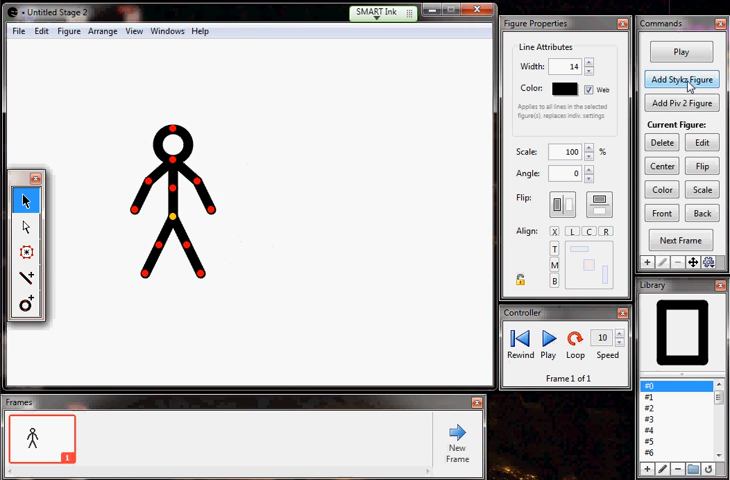 • Untitled Stage 2
SMART Ink
File Edit Figure Arrange View Windows Help
Figure Properties
Line Attributes
Width: 14
Color: Web
Applies to all lines in the selected
figure(s); replaces indiv. settings
Scale: 100 %
Angle: 0
Flip:
Align: X L C R
T
M
B
Controller
Rewind Play Loop 10 Speed
Frame 1 of 1
Commands
Play
Add Stykz Figure
Add Piv 2 Figure
Current Figure:
Delete Edit
Center Flip
Color Scale
Front Back
Next Frame
Library
#0
#1
#2
#3
#4
#5
#6
Frames
1
New
Frame